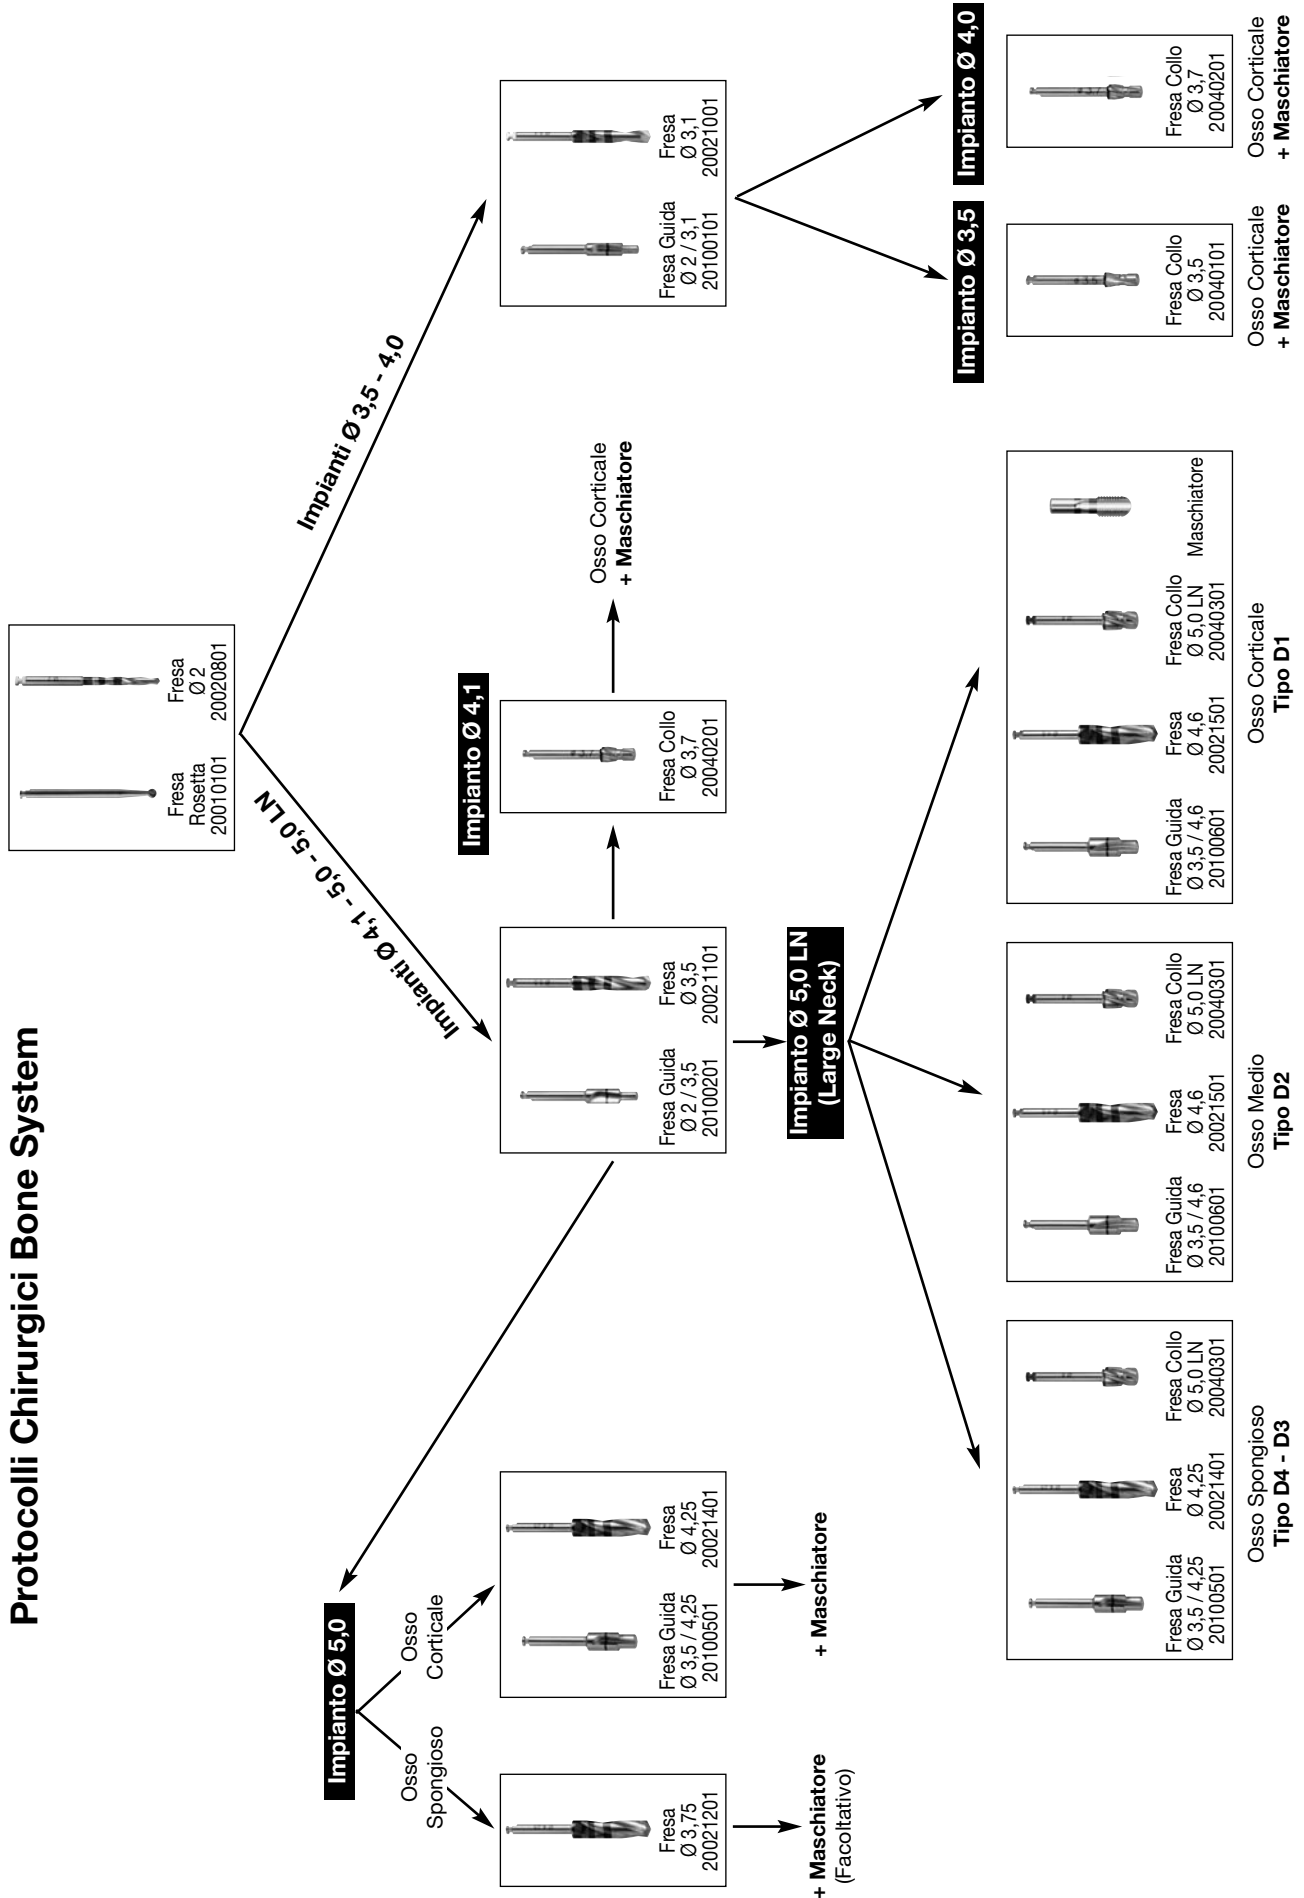 Protocolli Chirurgici Bone System
Fresa
Rosetta
20010101
Fresa
Ø 2
20020801
Impianti Ø 4,1 - 5,0 - 5,0 LN
Impianti Ø 3,5 - 4,0
Impianto Ø 5,0
Osso
Spongioso
Osso
Corticale
Fresa
Ø 3,75
20021201
+ Maschiatore
(Facoltativo)
Fresa Guida
Ø 3,5 / 4,25
20100501
Fresa
Ø 4,25
20021401
+ Maschiatore
Fresa Guida
Ø 2 / 3,5
20100201
Fresa
Ø 3,5
20021101
Impianto Ø 4,1
Fresa Collo
Ø 3,7
20040201
Osso Corticale
+ Maschiatore
Fresa Guida
Ø 2 / 3,1
20100101
Fresa
Ø 3,1
20021001
Impianto Ø 5,0 LN
(Large Neck)
Fresa Guida
Ø 3,5 / 4,25
20100501
Fresa
Ø 4,25
20021401
Fresa Collo
Ø 5,0 LN
20040301
Osso Spongioso
Tipo D4 - D3
Fresa Guida
Ø 3,5 / 4,6
20100601
Fresa
Ø 4,6
20021501
Fresa Collo
Ø 5,0 LN
20040301
Osso Medio
Tipo D2
Fresa Guida
Ø 3,5 / 4,6
20100601
Fresa
Ø 4,6
20021501
Fresa Collo
Ø 5,0 LN
20040301
Maschiatore
Osso Corticale
Tipo D1
Impianto Ø 3,5
Fresa Collo
Ø 3,5
20040101
Osso Corticale
+ Maschiatore
Impianto Ø 4,0
Fresa Collo
Ø 3,7
20040201
Osso Corticale
+ Maschiatore